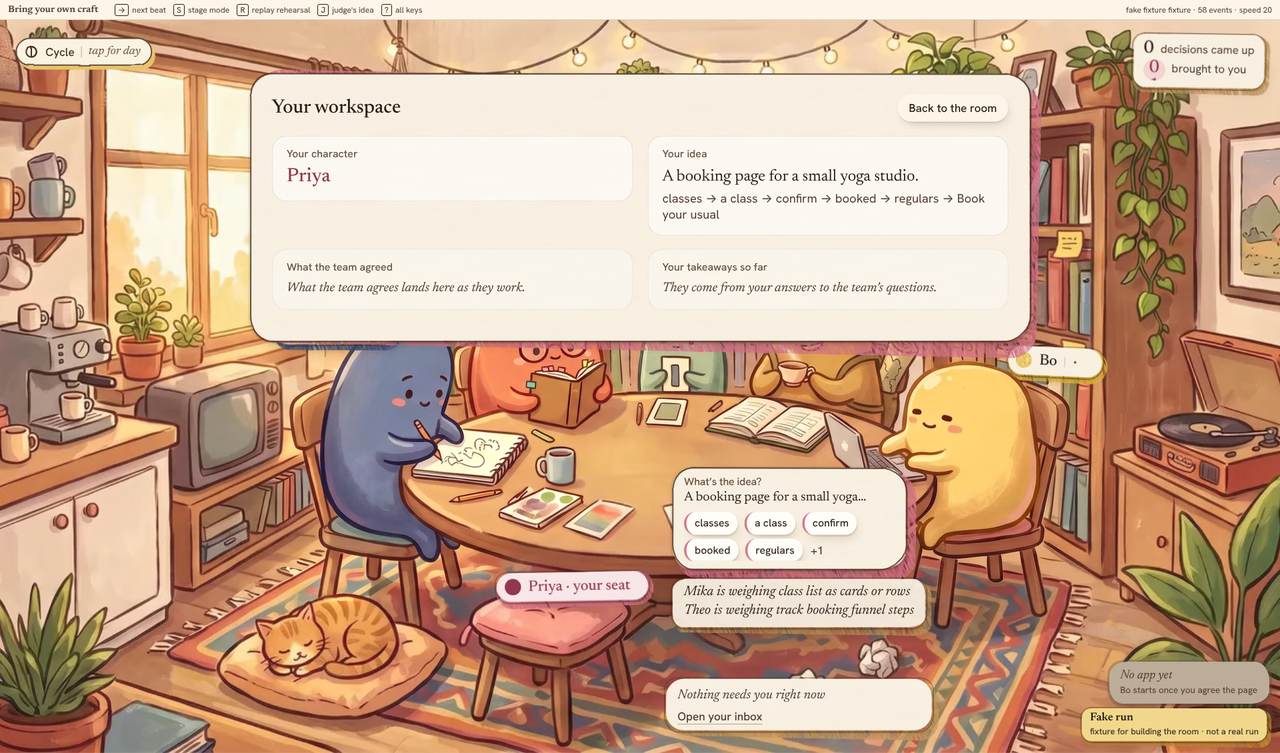 Bring your own craft
→ next beat S stage mode R replay rehearsal J judge's idea ? all keys
fake fixture fixture · 58 events · speed 20
Cycle | tap for day
0 decisions came up
0 brought to you
Your workspace
Back to the room
Your character
Priya
Your idea
A booking page for a small yoga studio.
classes → a class → confirm → booked → regulars → Book
your usual
What the team agreed
What the team agrees lands here as they work.
Your takeaways so far
They come from your answers to the team's questions.
Bo | ·
What's the idea?
A booking page for a small yoga...
classes a class confirm
booked regulars +1
Priya · your seat
Mika is weighing class list as cards or rows
Theo is weighing track booking funnel steps
Nothing needs you right now
Open your inbox
No app yet
Bo starts once you agree the page
Fake run
fixture for building the room · not a real run